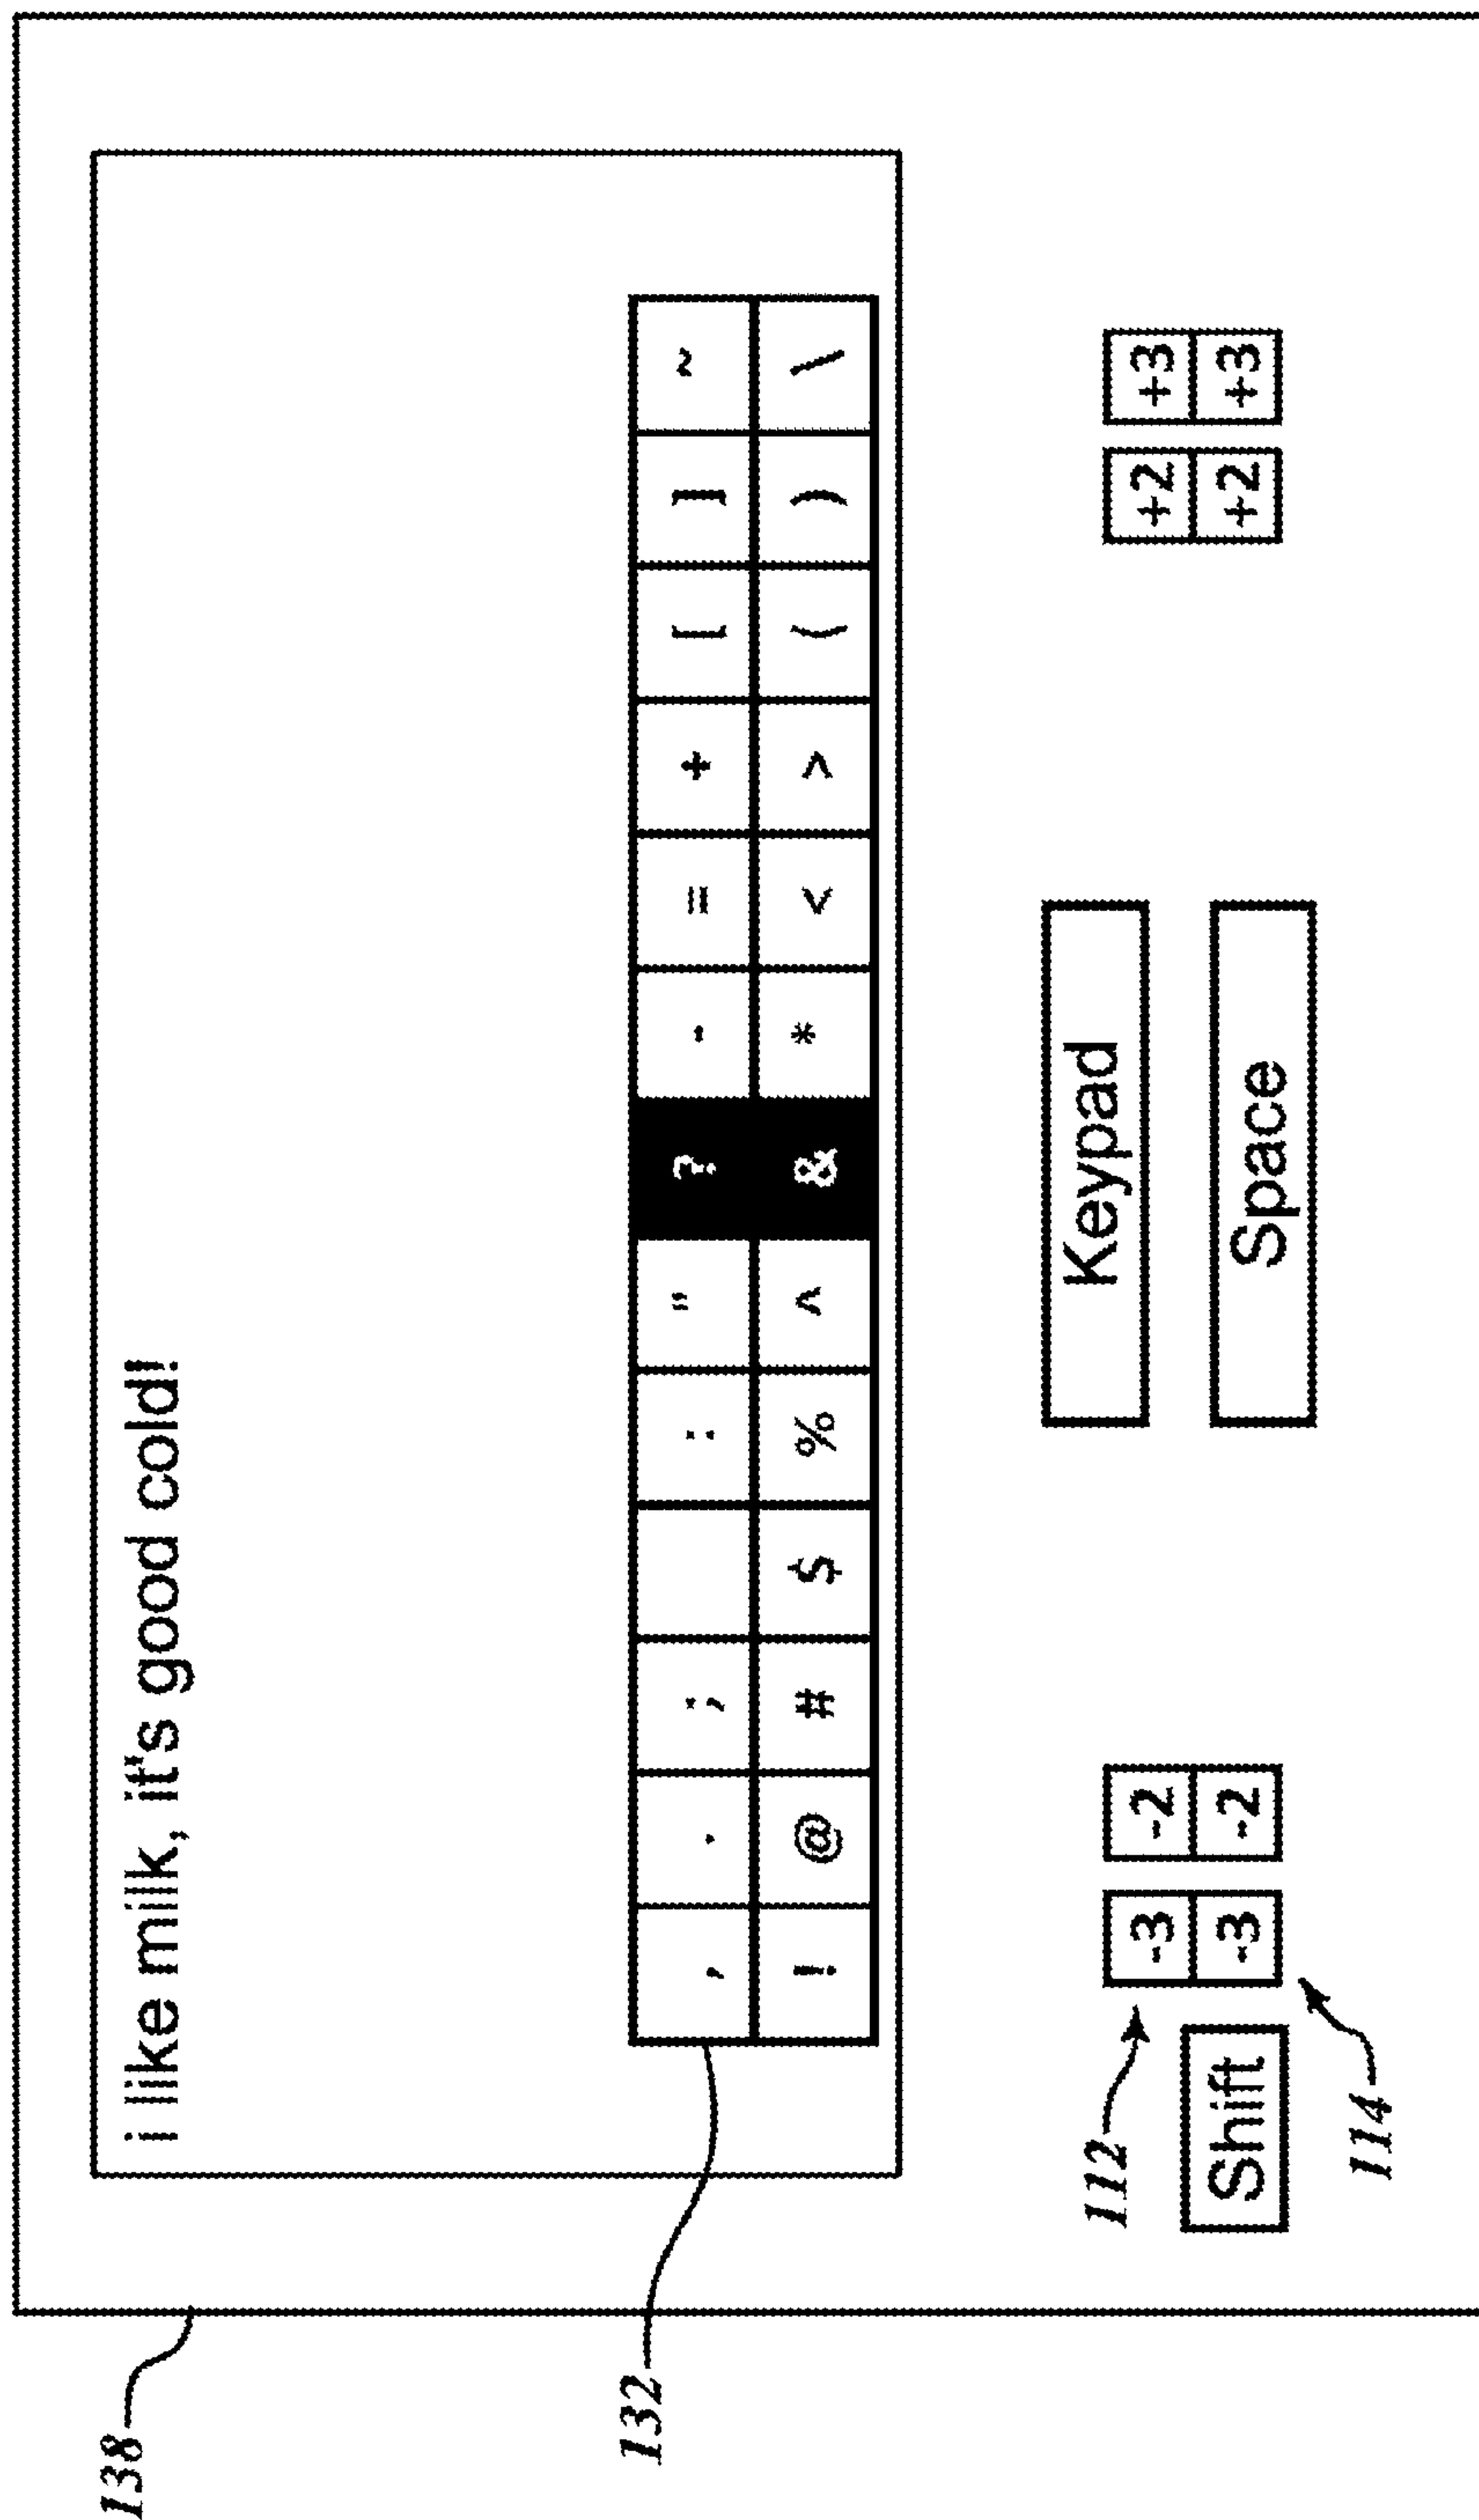 i like milk, it's good cold!
138
, . ; : " ? - = + [ ] ~
! @ # $ % ^ & * < > ( ) \
132
Keypad
112
-3 -2 +2 +3
-3 -2 +2 +3
Shift
Space
114